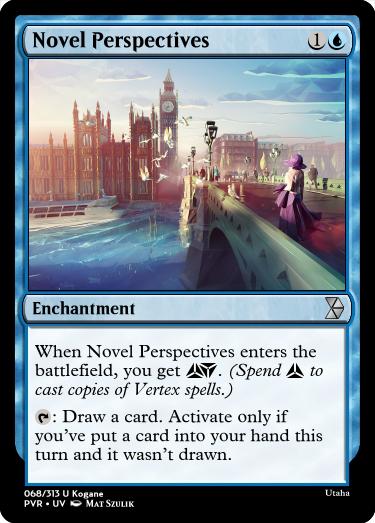 Novel Perspectives 1
Enchantment
When Novel Perspectives enters the
battlefield, you get . (Spend to
cast copies of Vertex spells.)
: Draw a card. Activate only if
you've put a card into your hand this
turn and it wasn't drawn.
068/313 U Kogane Utaha
PVR • UV Mat Szulik